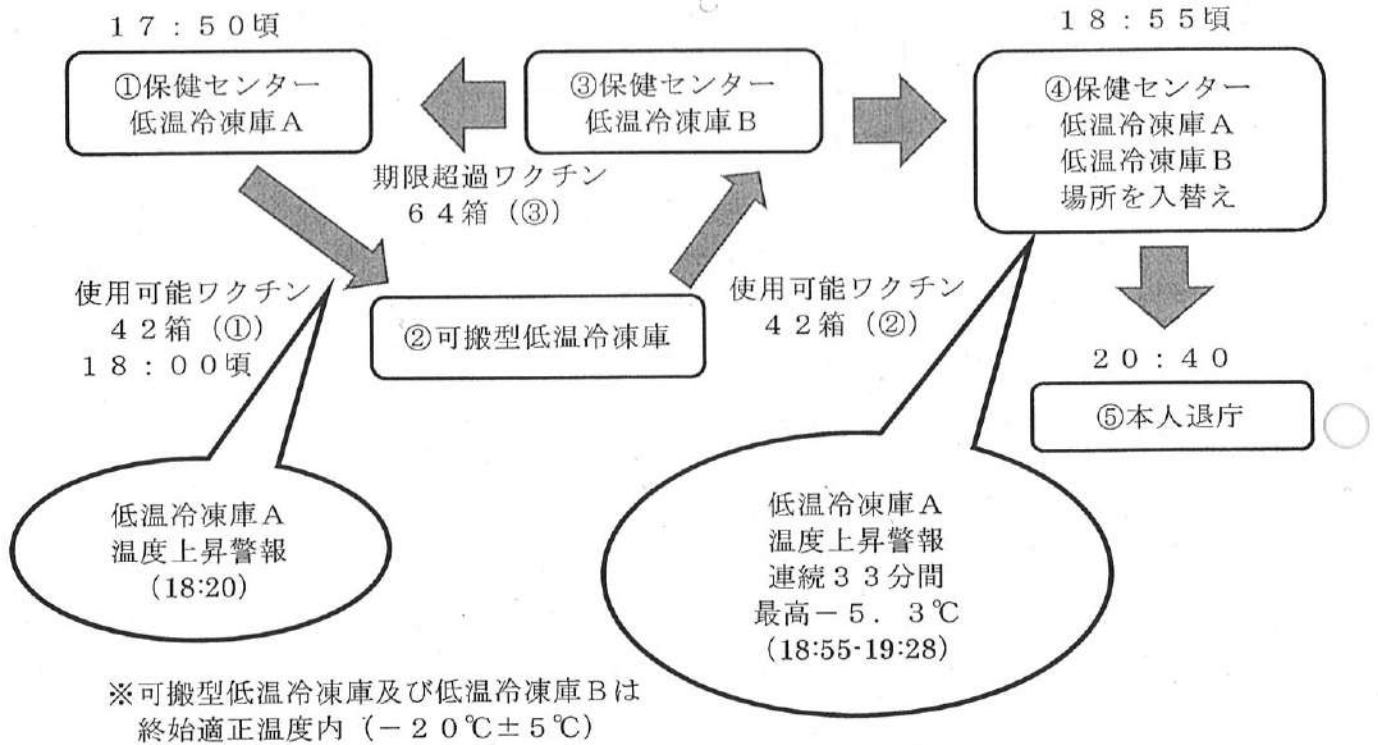 17:50頃
①保健センター
低温冷凍庫A
③保健センター
低温冷凍庫B
18:55頃
④保健センター
低温冷凍庫A
低温冷凍庫B
場所を入替え
期限超過ワクチン
64箱(③)
使用可能ワクチン
42箱(①)
18:00頃
②可搬型低温冷凍庫
使用可能ワクチン
42箱(②)
20:40
⑤本人退庁
低温冷凍庫A
温度上昇警報
(18:20)
低温冷凍庫A
温度上昇警報
連続33分間
最高-5.3℃
(18:55-19:28)
※可搬型低温冷凍庫及び低温冷凍庫Bは
終始適正温度内(-20℃±5℃)